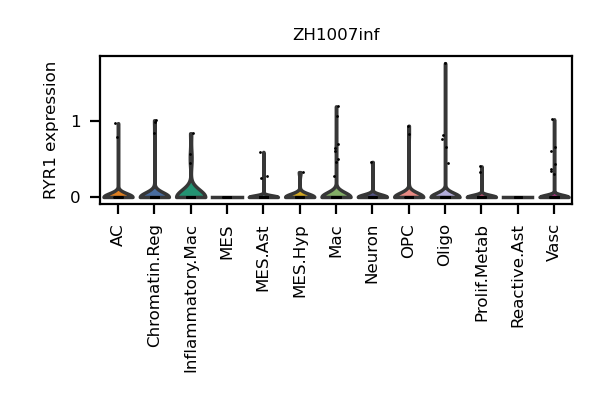 ZH1007inf
RYR1 expression
1
0
AC
Chromatin.Reg
Inflammatory.Mac
MES
MES.Ast
MES.Hyp
Mac
Neuron
OPC
Oligo
Prolif.Metab
Reactive.Ast
Vasc